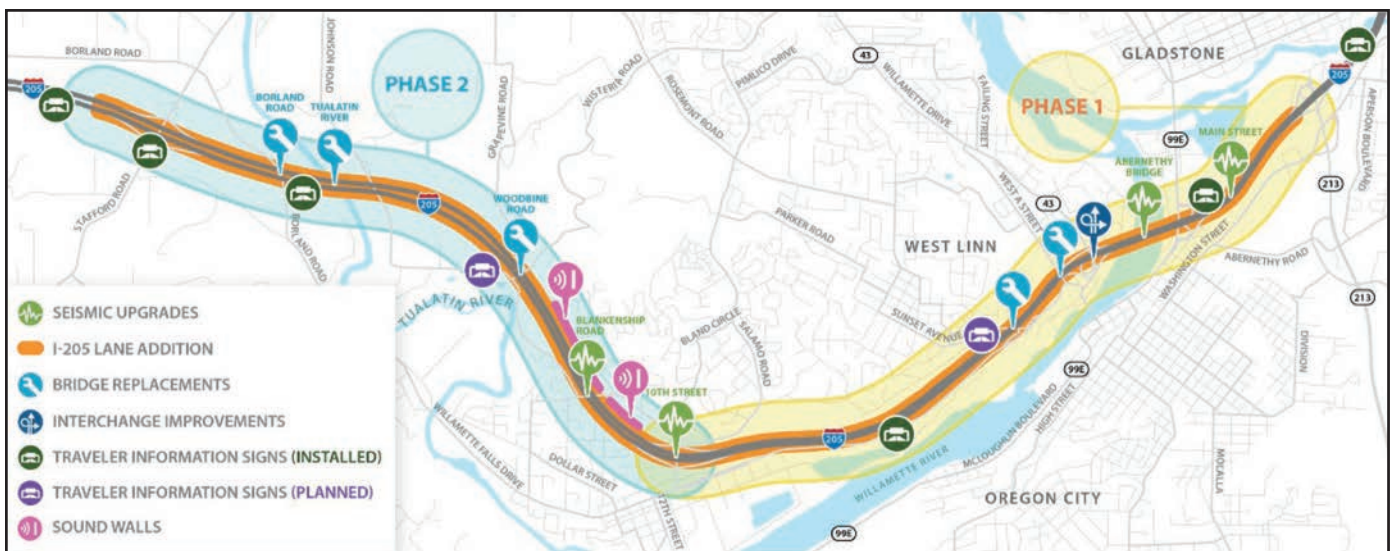 BORLAND ROAD
JOHNSON ROAD
43
PIMLICO DRIVE
WILLAMETTE DRIVE
FAILING STREET
GLADSTONE
205
APERSON BOULEVARD
205
PHASE 2
BORLAND
ROAD
TUALATIN
RIVER
GRAPEVINE ROAD
WISTERIA ROAD
ROSEMONT ROAD
PHASE 1
99E
MAIN STREET
ABERNETHY
BRIDGE
213
STAFFORD ROAD
BORLAND ROAD
205
WOODBINE
ROAD
PARKER ROAD
WEST A STREET
43
WEST LINN
WASHINGTON STREET
ABERNETHY ROAD
213
TUALATIN RIVER
BLANKENSHIP
ROAD
BLAND CIRCLE
SALAMO ROAD
SUNSET AVENUE
99E
DIVISION
10TH STREET
205
MCLOUGHLIN BOULEVARD
HIGH STREET
WILLAMETTE FALLS DRIVE
DOLLAR STREET
12TH STREET
WILLAMETTE RIVER
MOLALLA
OREGON CITY
99E
SEISMIC UPGRADES
I-205 LANE ADDITION
BRIDGE REPLACEMENTS
INTERCHANGE IMPROVEMENTS
TRAVELER INFORMATION SIGNS (INSTALLED)
TRAVELER INFORMATION SIGNS (PLANNED)
SOUND WALLS